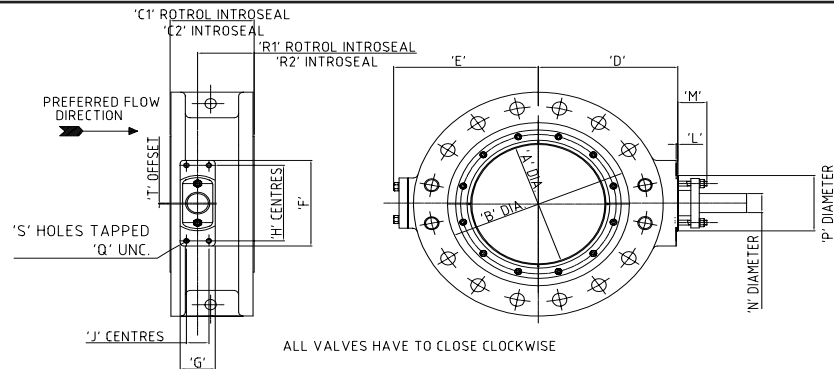 'C1' ROTROL INTROSEAL
'C2' INTROSEAL
'R1' ROTROL INTROSEAL
'R2' INTROSEAL
'E'
'D'
'M'
'L'
PREFERRED FLOW
DIRECTION
'T' OFFSET
'H' CENTRES
'F'
'A' DIA
'B' DIA
'P' DIAMETER
'N' DIAMETER
'S' HOLES TAPPED
'Q' UNC.
'J' CENTRES
'G'
ALL VALVES HAVE TO CLOSE CLOCKWISE